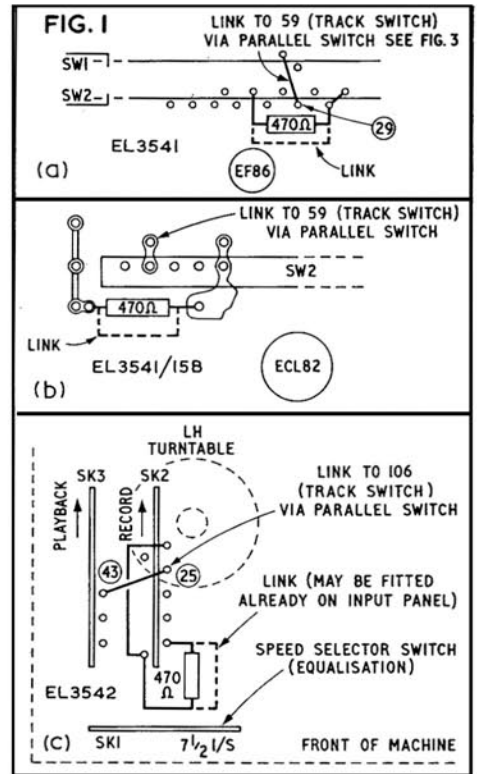 FIG. 1
LINK TO 59 (TRACK SWITCH)
VIA PARALLEL SWITCH SEE FIG. 3
SW1
SW2
470Ω
29
EL3541
LINK
(a)
EF86
LINK TO 59 (TRACK SWITCH)
VIA PARALLEL SWITCH
SW2
470Ω
LINK
EL3541/15B
ECL82
(b)
LH
TURNTABLE
SK3
SK2
PLAYBACK
RECORD
LINK TO 106
(TRACK SWITCH)
VIA PARALLEL SWITCH
43
25
LINK (MAY BE FITTED
ALREADY ON INPUT PANEL)
SPEED SELECTOR SWITCH
(EQUALISATION)
EL3542
470
Ω
(C)
SK1
7 1/2 I/S
FRONT OF MACHINE